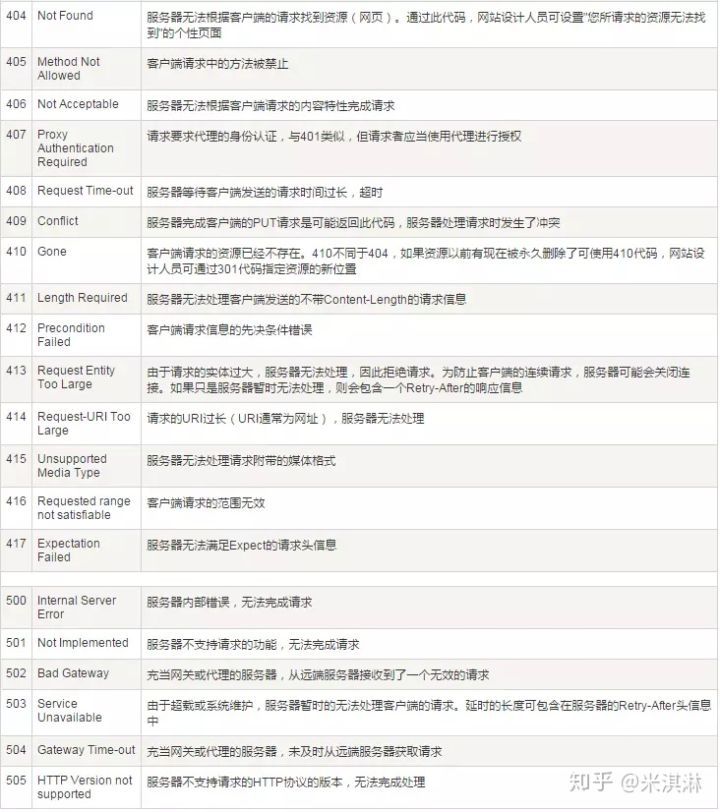 404 Not Found 服务器无法根据客户端的请求找到资源（网页）。通过此代码，网站设计人员可设置"您所请求的资源无法找
到"的个性页面
405 Method Not
Allowed
客户端请求中的方法被禁止
406 Not Acceptable 服务器无法根据客户端请求的内容特性完成请求
407 Proxy
Authentication
Required
请求要求代理的身份认证，与401类似，但请求者应当使用代理进行授权
408 Request Time-out 服务器等待客户端发送的请求时间过长，超时
409 Conflict 服务器完成客户端的PUT请求是可能返回此代码，服务器处理请求时发生了冲突
410 Gone 客户端请求的资源已经不存在。410不同于404，如果资源以前有现在被永久删除了可使用410代码，网站设
计人员可通过301代码指定资源的新位置
411 Length Required 服务器无法处理客户端发送的不带Content-Length的请求信息
412 Precondition
Failed
客户端请求信息的先决条件错误
413 Request Entity
Too Large
由于请求的实体过大，服务器无法处理，因此拒绝请求。为防止客户端的连续请求，服务器可能会关闭连
接。如果只是服务器暂时无法处理，则会包含一个Retry-After的响应信息
414 Request-URI Too
Large
请求的URI过长（URI通常为网址），服务器无法处理
415 Unsupported
Media Type
服务器无法处理请求附带的媒体格式
416 Requested range
not satisfiable
客户端请求的范围无效
417 Expectation
Failed
服务器无法满足Expect的请求头信息
500 Internal Server
Error
服务器内部错误，无法完成请求
501 Not Implemented 服务器不支持请求的功能，无法完成请求
502 Bad Gateway 充当网关或代理的服务器，从远端服务器接收到了一个无效的请求
503 Service
Unavailable
由于超载或系统维护，服务器暂时的无法处理客户端的请求。延时的长度可包含在服务器的Retry-After头信息
中
504 Gateway Time-out 充当网关或代理的服务器，未及时从远端服务器获取请求
505 HTTP Version not
supported
服务器不支持请求的HTTP协议的版本，无法完成处理
知乎 @米淇淋